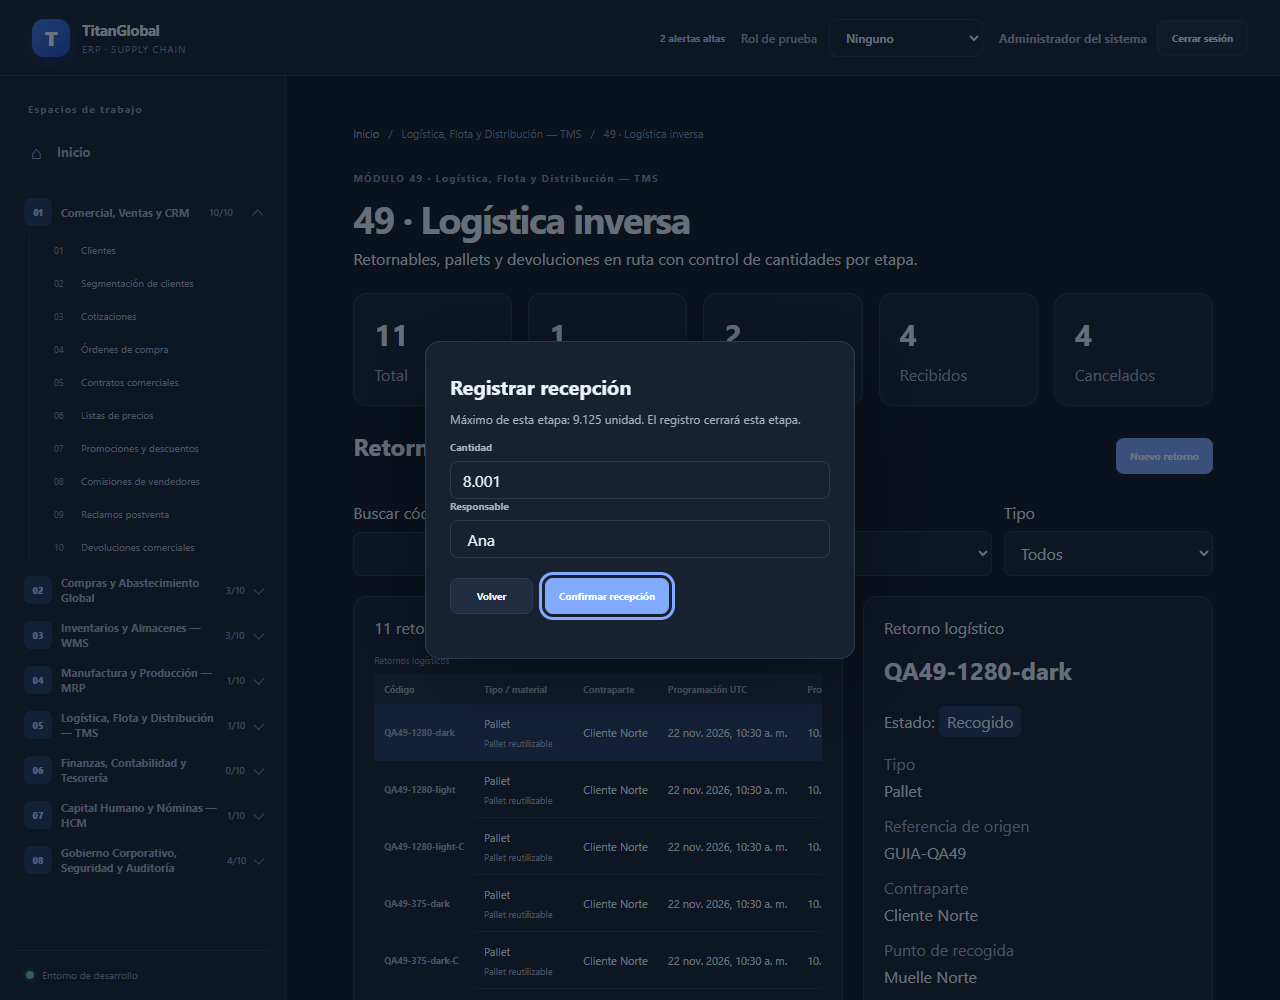 T
TitanGlobal
ERP · SUPPLY CHAIN
2 alertas altas
Rol de prueba
Ninguno
Administrador del sistema
Cerrar sesión
Espacios de trabajo
Inicio
01 Comercial, Ventas y CRM 10/10
01 Clientes
02 Segmentación de clientes
03 Cotizaciones
04 Órdenes de compra
05 Contratos comerciales
06 Listas de precios
07 Promociones y descuentos
08 Comisiones de vendedores
09 Reclamos postventa
10 Devoluciones comerciales
02 Compras y Abastecimiento Global 3/10
03 Inventarios y Almacenes — WMS 3/10
04 Manufactura y Producción — MRP 1/10
05 Logística, Flota y Distribución — TMS 1/10
06 Finanzas, Contabilidad y Tesorería 0/10
07 Capital Humano y Nóminas — HCM 1/10
08 Gobierno Corporativo, Seguridad y Auditoría 4/10
Entorno de desarrollo
Inicio / Logística, Flota y Distribución — TMS / 49 · Logística inversa
MÓDULO 49 · Logística, Flota y Distribución — TMS
49 · Logística inversa
Retornables, pallets y devoluciones en ruta con control de cantidades por etapa.
11
Total
1
2
4
Recibidos
4
Cancelados
Nuevo retorno
Tipo
Todos
Registrar recepción
Máximo de esta etapa: 9.125 unidad. El registro cerrará esta etapa.
Cantidad
8.001
Responsable
Ana
Volver
Confirmar recepción
Buscar
11
Retornos logísticos
Código Tipo / material Contraparte Programación UTC
QA49-1280-dark Pallet Pallet reutilizable Cliente Norte 22 nov. 2026, 10:30 a. m. 10.
QA49-1280-light Pallet Pallet reutilizable Cliente Norte 22 nov. 2026, 10:30 a. m. 10.
QA49-1280-light-C Pallet Pallet reutilizable Cliente Norte 22 nov. 2026, 10:30 a. m. 10.
QA49-375-dark Pallet Pallet reutilizable Cliente Norte 22 nov. 2026, 10:30 a. m. 10.
QA49-375-dark-C Pallet Pallet reutilizable Cliente Norte 22 nov. 2026, 10:30 a. m. 10.
Retorno logístico
QA49-1280-dark
Estado: Recogido
Tipo
Pallet
Referencia de origen
GUIA-QA49
Contraparte
Cliente Norte
Punto de recogida
Muelle Norte